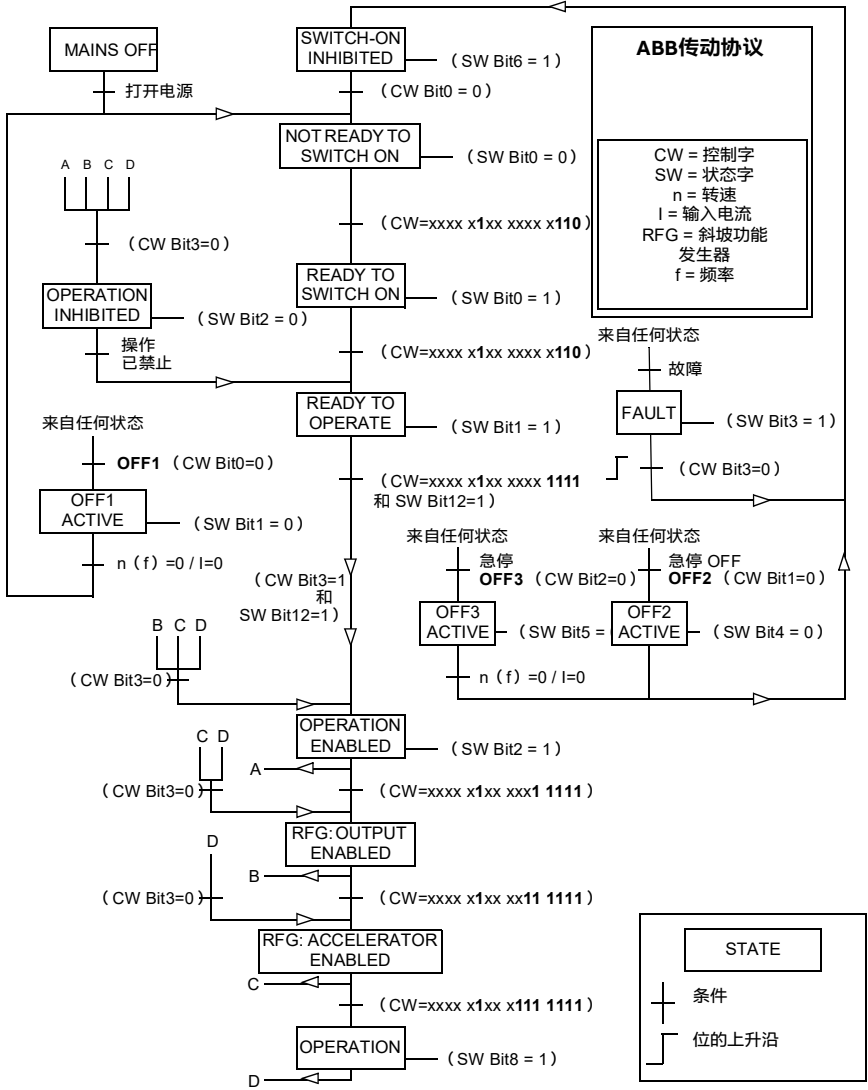 MAINS OFF
打开电源
SWITCH-ON
INHIBITED
（SW Bit6 = 1）
（CW Bit0 = 0）
ABB传动协议
CW = 控制字
SW = 状态字
n = 转速
I = 输入电流
RFG = 斜坡功能
发生器
f = 频率
NOT READY TO
SWITCH ON
（SW Bit0 = 0）
A B C D
（CW Bit3=0）
（CW=xxxx x1xx xxxx x110）
OPERATION
INHIBITED
（SW Bit2 = 0）
操作
已禁止
READY TO
SWITCH ON
（SW Bit0 = 1）
（CW=xxxx x1xx xxxx x110）
来自任何状态
故障
FAULT
（SW Bit3 = 1）
（CW Bit3=0）
READY TO
OPERATE
（SW Bit1 = 1）
（CW=xxxx x1xx xxxx 1111
和 SW Bit12=1）
来自任何状态
OFF1（CW Bit0=0）
OFF1
ACTIVE
（SW Bit1 = 0）
n（f）=0 / I=0
（CW Bit3=1
和
SW Bit12=1）
来自任何状态
急停
OFF3（CW Bit2=0）
OFF3
ACTIVE
（SW Bit5 =
n（f）=0 / I=0
来自任何状态
急停 OFF
OFF2（CW Bit1=0）
OFF2
ACTIVE
（SW Bit4 = 0）
B C D
（CW Bit3=0）
OPERATION
ENABLED
（SW Bit2 = 1）
A
C D
（CW Bit3=0）
（CW=xxxx x1xx xxx1 1111）
RFG: OUTPUT
ENABLED
B
D
（CW Bit3=0）
（CW=xxxx x1xx xx11 1111）
RFG: ACCELERATOR
ENABLED
C
（CW=xxxx x1xx x111 1111）
OPERATION
（SW Bit8 = 1）
D
STATE
条件
位的上升沿